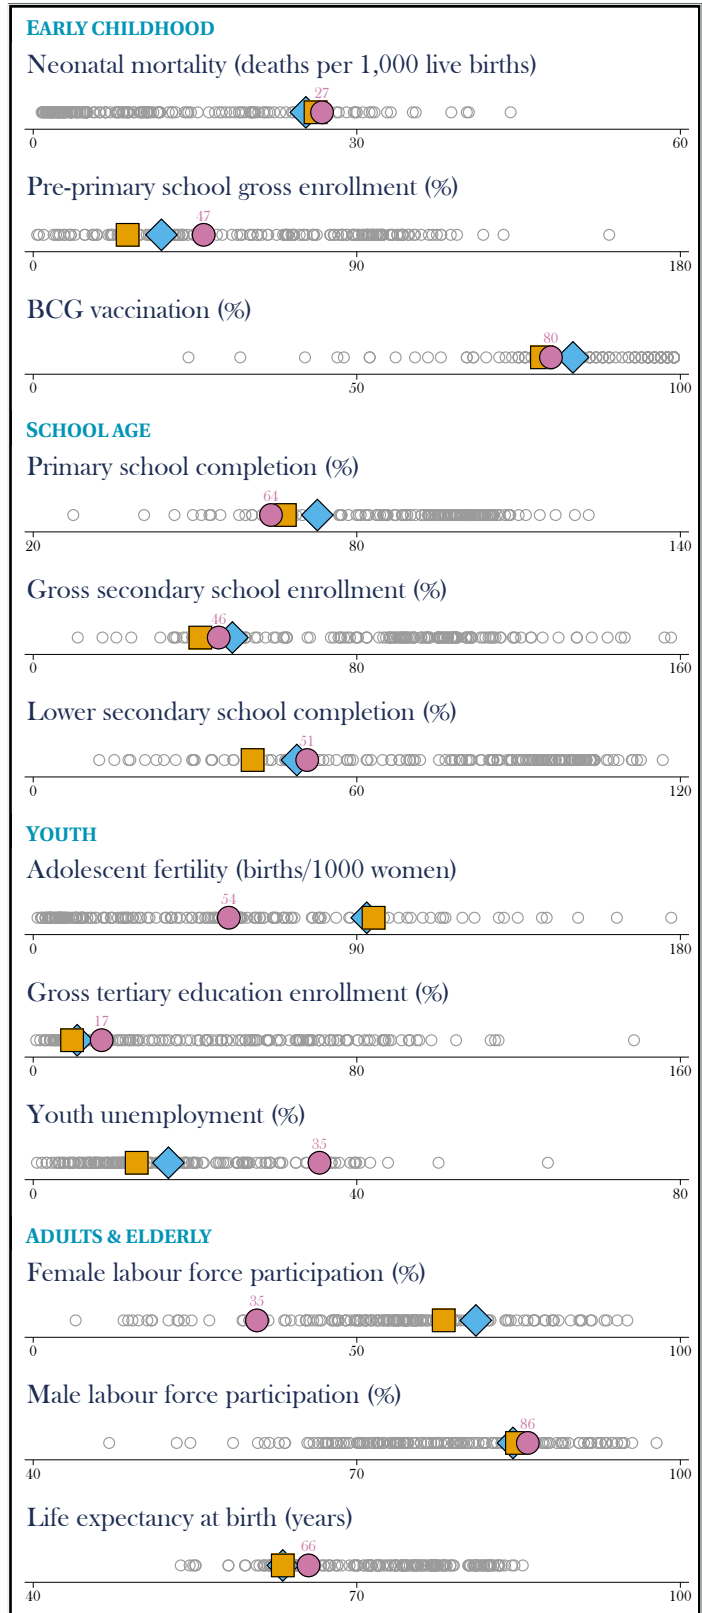 EARLY CHILDHOOD
Neonatal mortality (deaths per 1,000 live births)
27
0 30 60
Pre-primary school gross enrollment (%)
47
0 90 180
BCG vaccination (%)
80
0 50 100
SCHOOL AGE
Primary school completion (%)
64
20 80 140
Gross secondary school enrollment (%)
46
0 80 160
Lower secondary school completion (%)
51
0 60 120
YOUTH
Adolescent fertility (births/1000 women)
54
0 90 180
Gross tertiary education enrollment (%)
17
0 80 160
Youth unemployment (%)
35
0 40 80
ADULTS & ELDERLY
Female labour force participation (%)
35
0 50 100
Male labour force participation (%)
86
40 70 100
Life expectancy at birth (years)
66
40 70 100